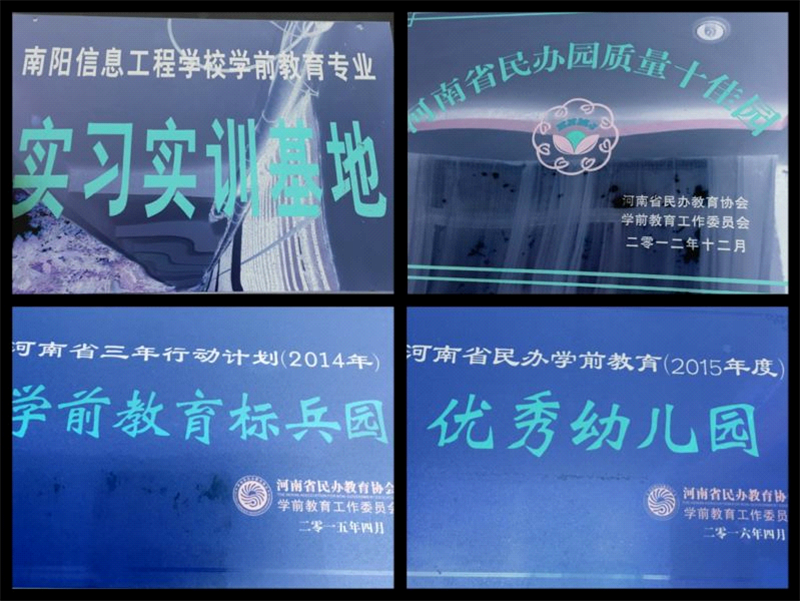 南阳信息工程学校学前教育专业
实习实训基地
河南省民办园质量十佳园
河南省民办教育协会
学前教育工作委员会
二零一二年十二月
河南省三年行动计划(2014年)
学前教育标兵园
河南省民办教育协会
学前教育工作委员会
二零一五年四月
河南省民办学前教育(2015年度)
优秀幼儿园
河南省民办教育协
学前教育工作委员
二零一六年四月